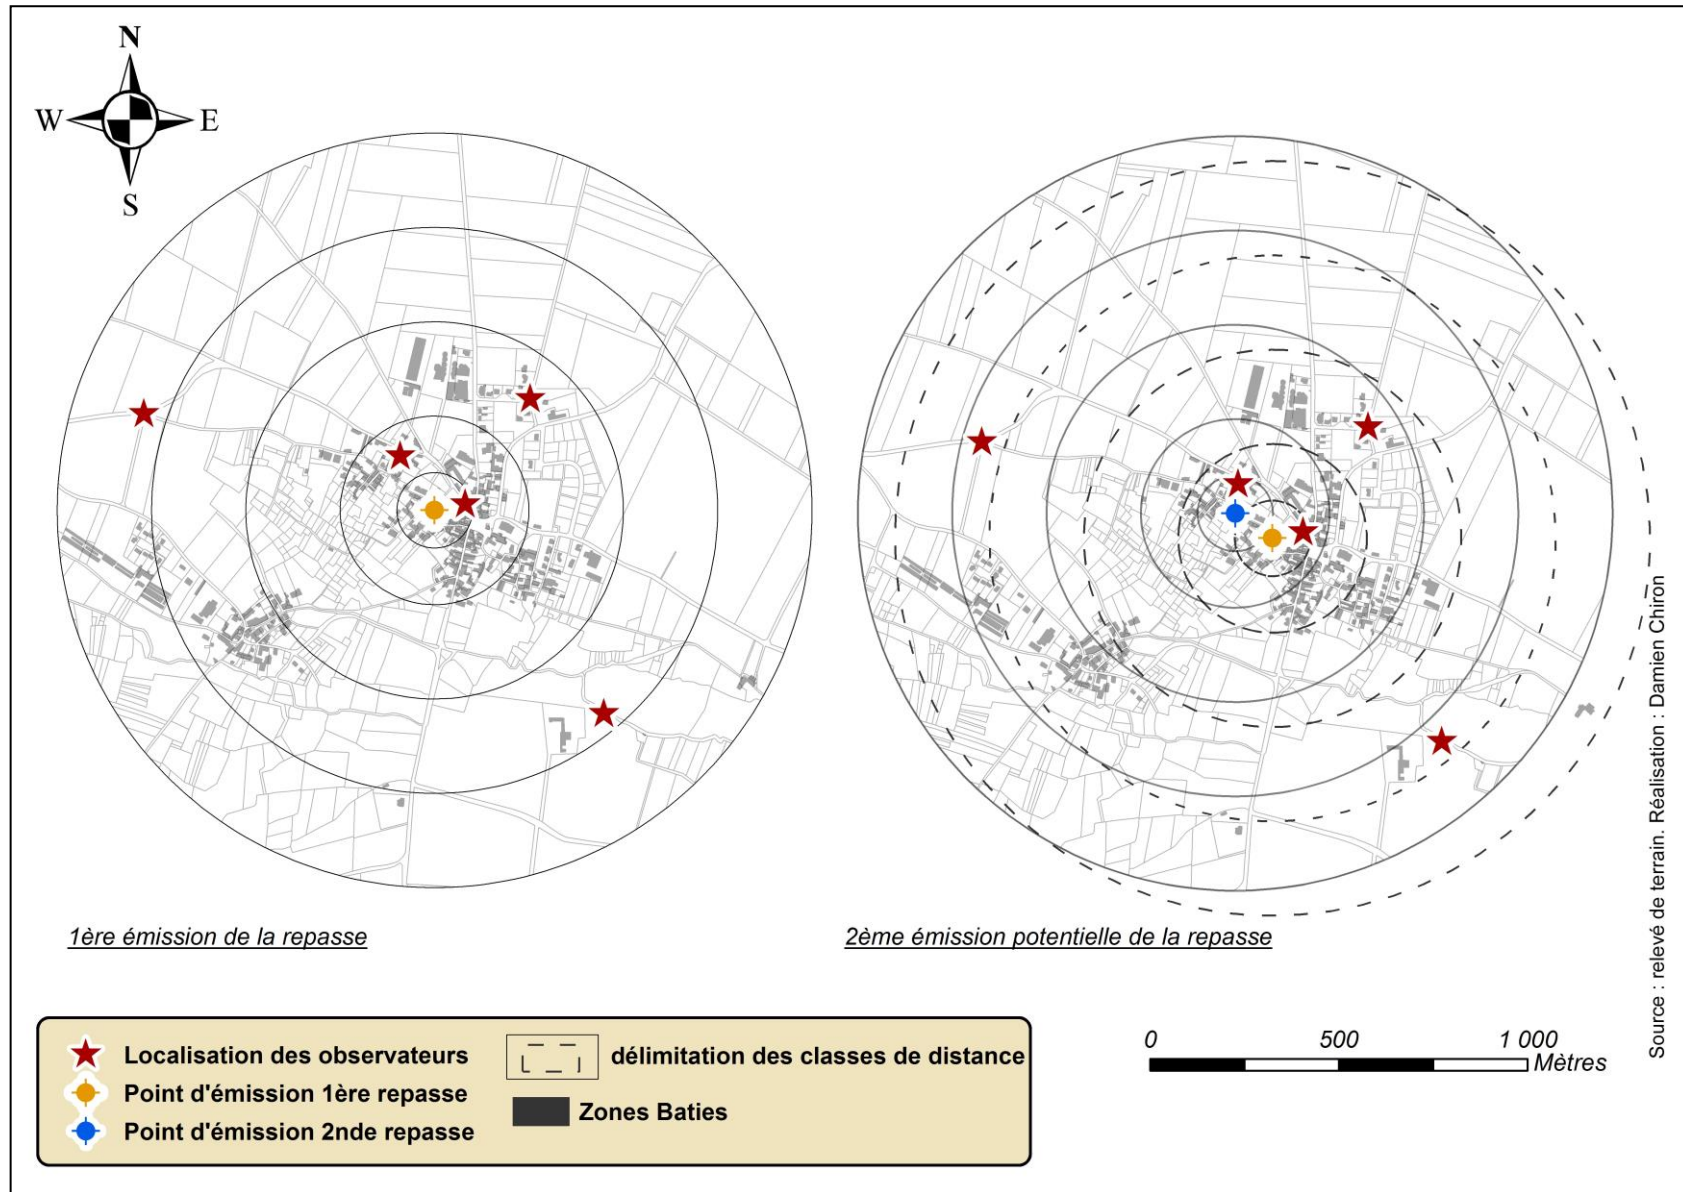 N
W E
S
1ère émission de la repasse
2ème émission potentielle de la repasse
Source : relevé de terrain. Réalisation : Damien Chiron
Localisation des observateurs
Point d'émission 1ère repasse
Point d'émission 2nde repasse
délimitation des classes de distance
Zones Baties
0 500 1 000
Mètres